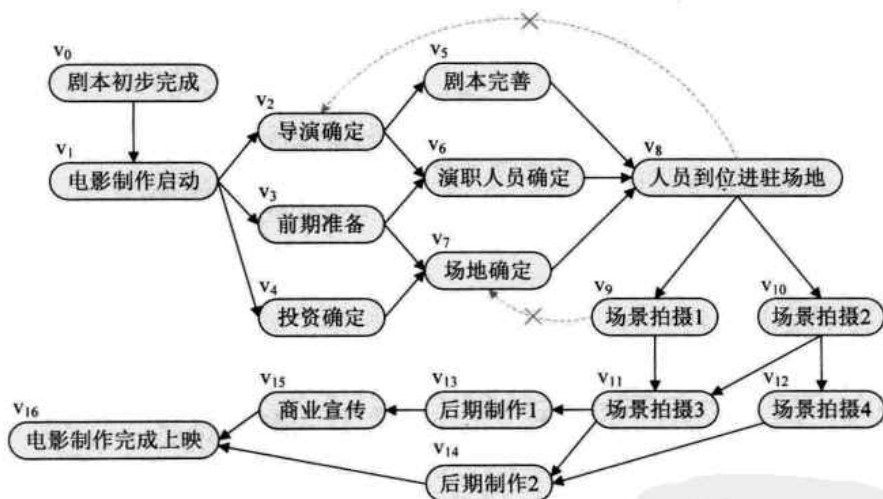 v0
剧本初步完成
v1
电影制作启动
v2
导演确定
v3
前期准备
v4
投资确定
v5
剧本完善
v6
演职人员确定
v7
场地确定
v8
人员到位进驻场地
v9
场景拍摄1
v10
场景拍摄2
v11
场景拍摄3
v12
场景拍摄4
v13
后期制作1
v14
后期制作2
v15
商业宣传
v16
电影制作完成上映